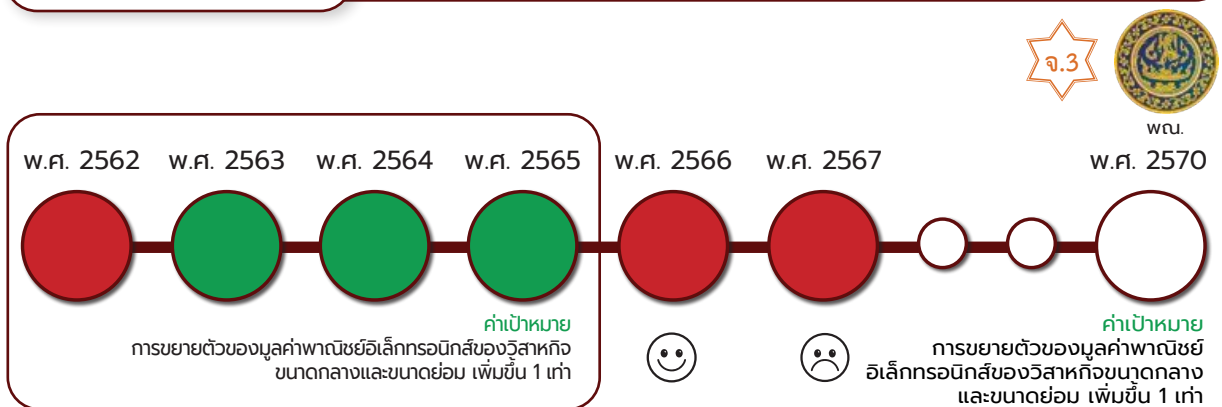 จ.3
พณ.
พ.ศ. 2562 พ.ศ. 2563 พ.ศ. 2564 พ.ศ. 2565 พ.ศ. 2566 พ.ศ. 2567 พ.ศ. 2570
ค่าเป้าหมาย
การขยายตัวของมูลค่าพาณิชย์อิเล็กทรอนิกส์ของวิสาหกิจ
ขนาดกลางและขนาดย่อม เพิ่มขึ้น 1 เท่า
ค่าเป้าหมาย
การขยายตัวของมูลค่าพาณิชย์
อิเล็กทรอนิกส์ของวิสาหกิจขนาดกลาง
และขนาดย่อม เพิ่มขึ้น 1 เท่า